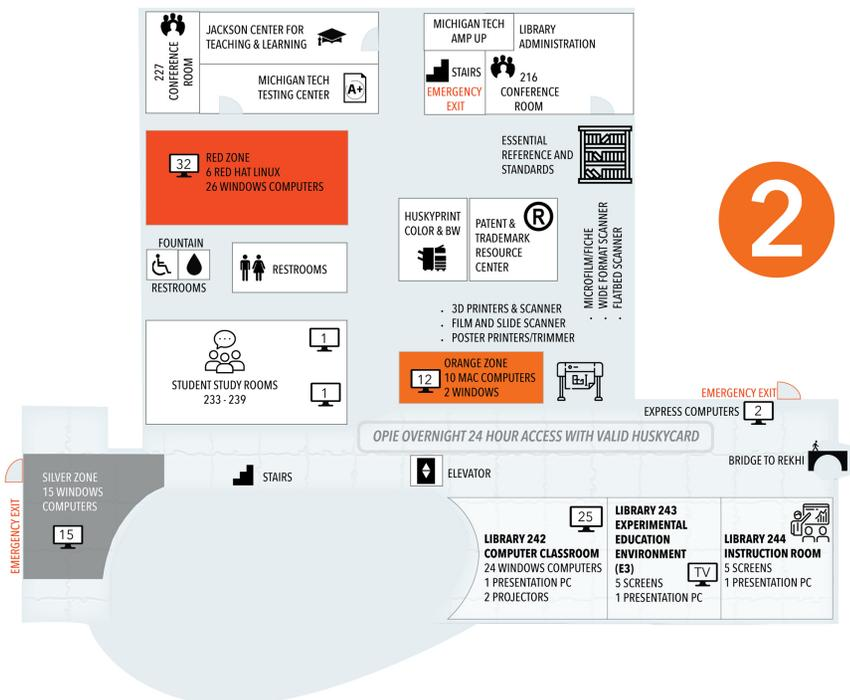 227
CONFERENCE
ROOM
JACKSON CENTER FOR
TEACHING & LEARNING
MICHIGAN TECH
TESTING CENTER
A+
MICHIGAN TECH
AMP UP
LIBRARY
ADMINISTRATION
STAIRS
EMERGENCY
EXIT
216
CONFERENCE
ROOM
32
RED ZONE
6 RED HAT LINUX
26 WINDOWS COMPUTERS
ESSENTIAL
REFERENCE AND
STANDARDS
2
FOUNTAIN
RESTROOMS
RESTROOMS
HUSKYPRINT
COLOR & BW
R
PATENT &
TRADEMARK
RESOURCE
CENTER
· MICROFILM/FICHE
· WIDE FORMAT SCANNER
· FLATBED SCANNER
· 3D PRINTERS & SCANNER
· FILM AND SLIDE SCANNER
· POSTER PRINTERS/TRIMMER
STUDENT STUDY ROOMS
233 - 239
1
1
12
ORANGE ZONE
10 MAC COMPUTERS
2 WINDOWS
EMERGENCY EXIT
EXPRESS COMPUTERS
2
OPIE OVERNIGHT 24 HOUR ACCESS WITH VALID HUSKYCARD
BRIDGE TO REKHI
EMERGENCY EXIT
SILVER ZONE
15 WINDOWS
COMPUTERS
15
STAIRS
ELEVATOR
25
LIBRARY 242
COMPUTER CLASSROOM
24 WINDOWS COMPUTERS
1 PRESENTATION PC
2 PROJECTORS
LIBRARY 243
EXPERIMENTAL
EDUCATION
ENVIRONMENT
(E3)
TV
5 SCREENS
1 PRESENTATION PC
LIBRARY 244
INSTRUCTION ROOM
5 SCREENS
1 PRESENTATION PC